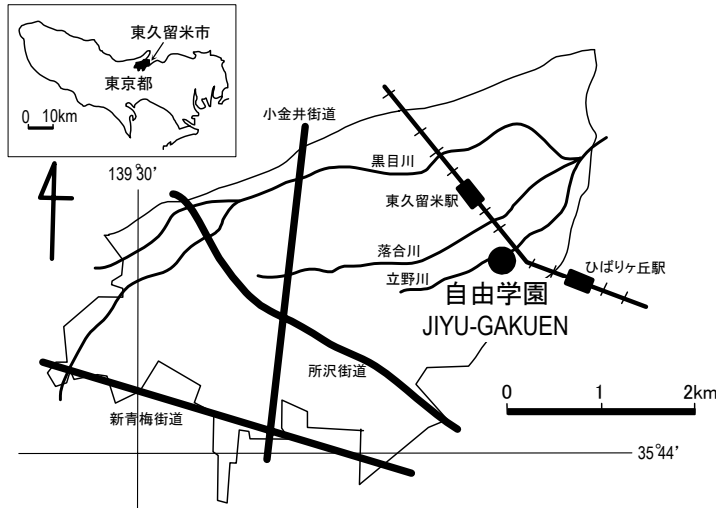 東久留米市
東京都
0 10km
小金井街道
139°30’
黒目川
東久留米駅
落合川
立野川
ひばりヶ丘駅
自由学園
JIYU-GAKUEN
所沢街道
0 1 2km
新青梅街道
35°44’